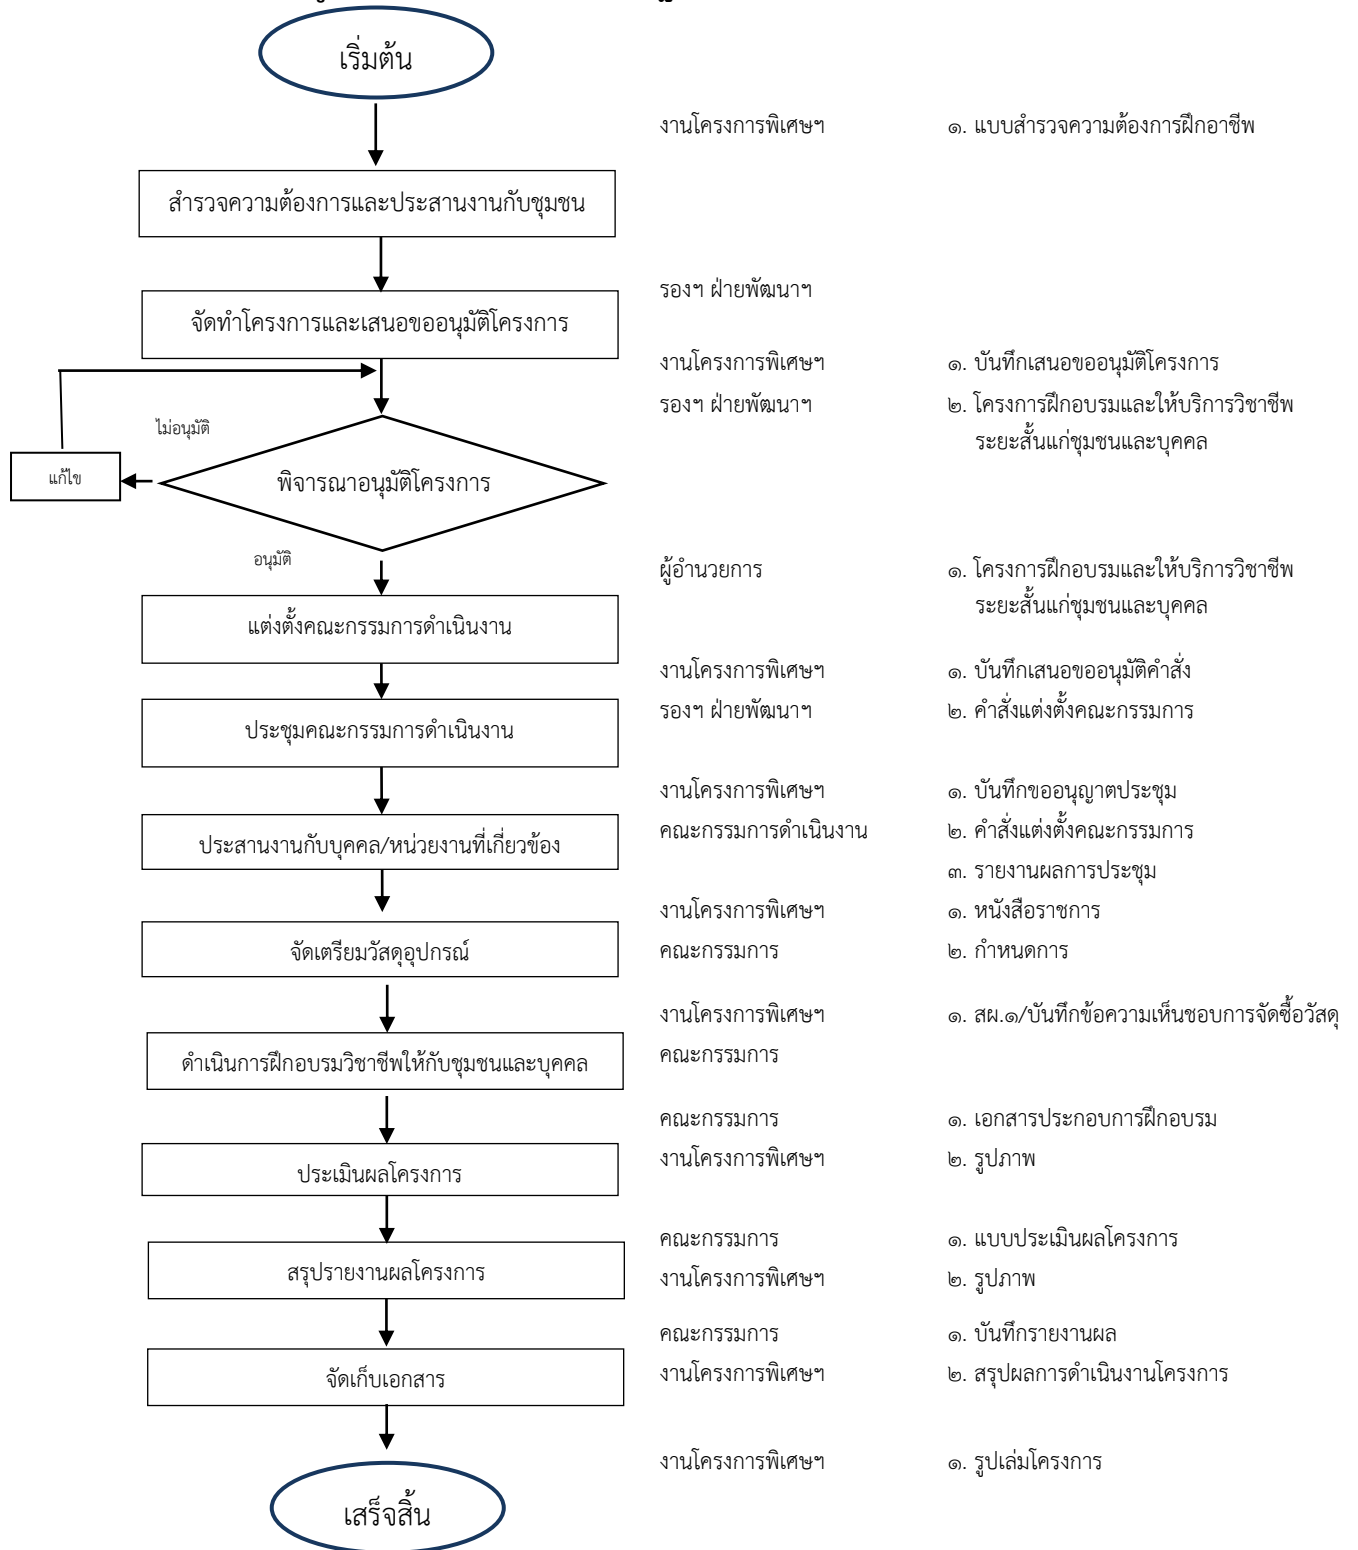 เริ่มต้น
งานโครงการพิเศษฯ ๑. แบบสำรวจความต้องการฝึกอาชีพ
สำรวจความต้องการและประสานงานกับชุมชน
รองฯ ฝ่ายพัฒนาฯ
จัดทำโครงการและเสนอขออนุมัติโครงการ
งานโครงการพิเศษฯ ๑. บันทึกเสนอขออนุมัติโครงการ
รองฯ ฝ่ายพัฒนาฯ ๒. โครงการฝึกอบรมและให้บริการวิชาชีพ
ระยะสั้นแก่ชุมชนและบุคคล
ไม่อนุมัติ
แก้ไข
พิจารณาอนุมัติโครงการ
อนุมัติ
ผู้อำนวยการ ๑. โครงการฝึกอบรมและให้บริการวิชาชีพ
ระยะสั้นแก่ชุมชนและบุคคล
แต่งตั้งคณะกรรมการดำเนินงาน
งานโครงการพิเศษฯ ๑. บันทึกเสนอขออนุมัติคำสั่ง
รองฯ ฝ่ายพัฒนาฯ ๒. คำสั่งแต่งตั้งคณะกรรมการ
ประชุมคณะกรรมการดำเนินงาน
งานโครงการพิเศษฯ ๑. บันทึกขออนุญาตประชุม
คณะกรรมการดำเนินงาน ๒. คำสั่งแต่งตั้งคณะกรรมการ
ประสานงานกับบุคคล/หน่วยงานที่เกี่ยวข้อง
๓. รายงานผลการประชุม
งานโครงการพิเศษฯ ๑. หนังสือราชการ
คณะกรรมการ ๒. กำหนดการ
จัดเตรียมวัสดุอุปกรณ์
งานโครงการพิเศษฯ ๑. สผ.๑/บันทึกข้อความเห็นชอบการจัดซื้อวัสดุ
คณะกรรมการ
ดำเนินการฝึกอบรมวิชาชีพให้กับชุมชนและบุคคล
คณะกรรมการ ๑. เอกสารประกอบการฝึกอบรม
งานโครงการพิเศษฯ ๒. รูปภาพ
ประเมินผลโครงการ
คณะกรรมการ ๑. แบบประเมินผลโครงการ
งานโครงการพิเศษฯ ๒. รูปภาพ
สรุปรายงานผลโครงการ
คณะกรรมการ ๑. บันทึกรายงานผล
งานโครงการพิเศษฯ ๒. สรุปผลการดำเนินงานโครงการ
จัดเก็บเอกสาร
งานโครงการพิเศษฯ ๑. รูปเล่มโครงการ
เสร็จสิ้น